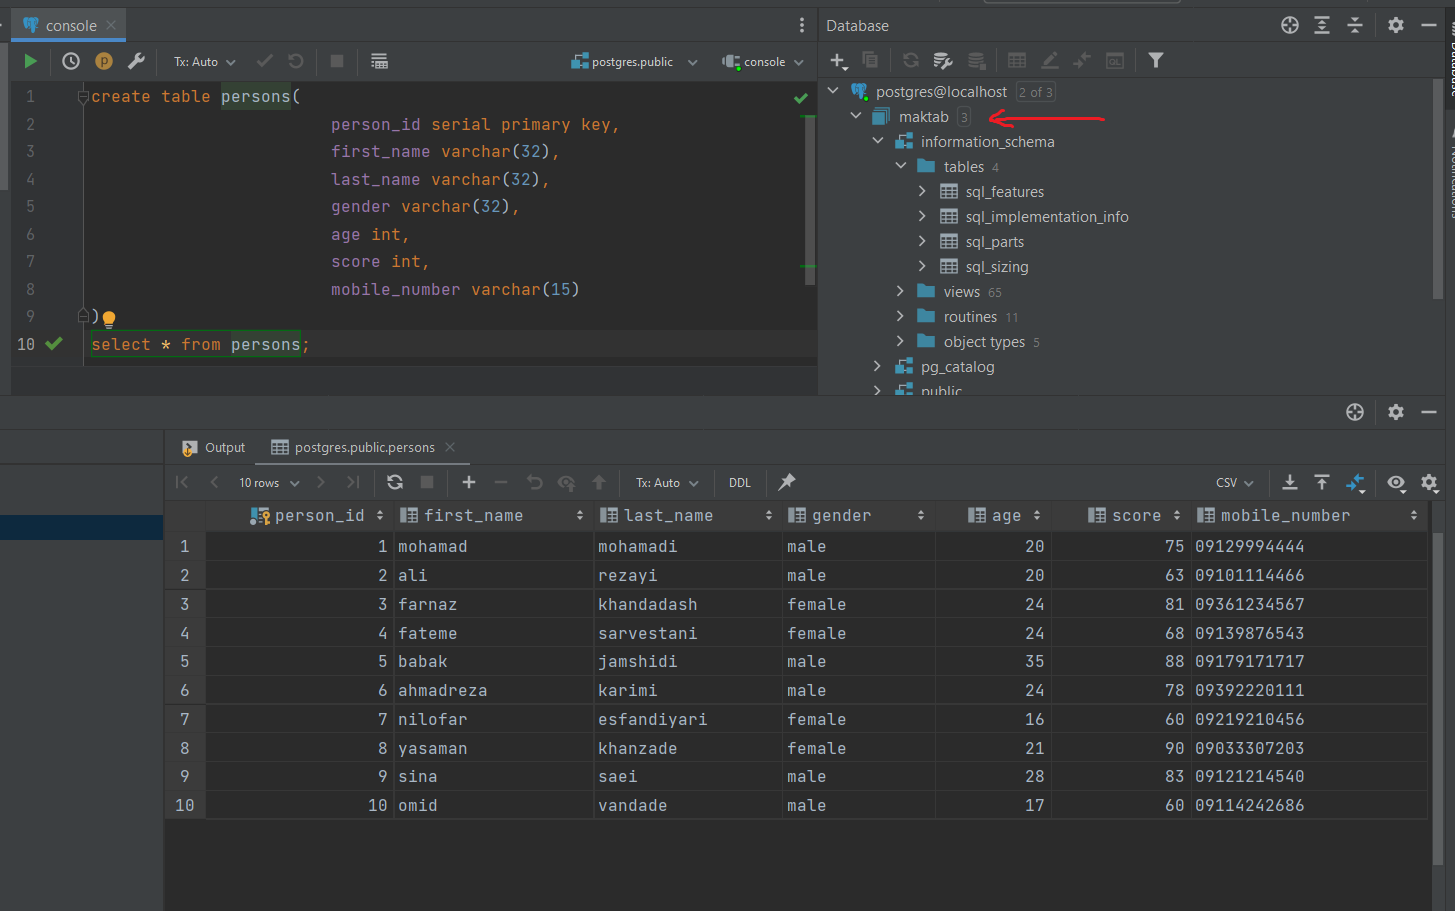 console
Tx: Auto
postgres.public
console
1 create table persons(
2 person_id serial primary key,
3 first_name varchar(32),
4 last_name varchar(32),
5 gender varchar(32),
6 age int,
7 score int,
8 mobile_number varchar(15)
9 )
10 select * from persons;
Database
postgres@localhost 2 of 3
maktab 3
information_schema
tables 4
sql_features
sql_implementation_info
sql_parts
sql_sizing
views 65
routines 11
object types 5
pg_catalog
public
Database
Notifications
Output
postgres.public.persons
10 rows
Tx: Auto
DDL
CSV
person_id first_name last_name gender age score mobile_number
1 1 mohamad mohamadi male 20 75 09129994444
2 2 ali rezayi male 20 63 09101114466
3 3 farnaz khandadash female 24 81 09361234567
4 4 fateme sarvestani female 24 68 09139876543
5 5 babak jamshidi male 35 88 09179171717
6 6 ahmadreza karimi male 24 78 09392220111
7 7 nilofar esfandiyari female 16 60 09219210456
8 8 yasaman khanzade female 21 90 09033307203
9 9 sina saei male 28 83 09121214540
10 10 omid vandade male 17 60 09114242686